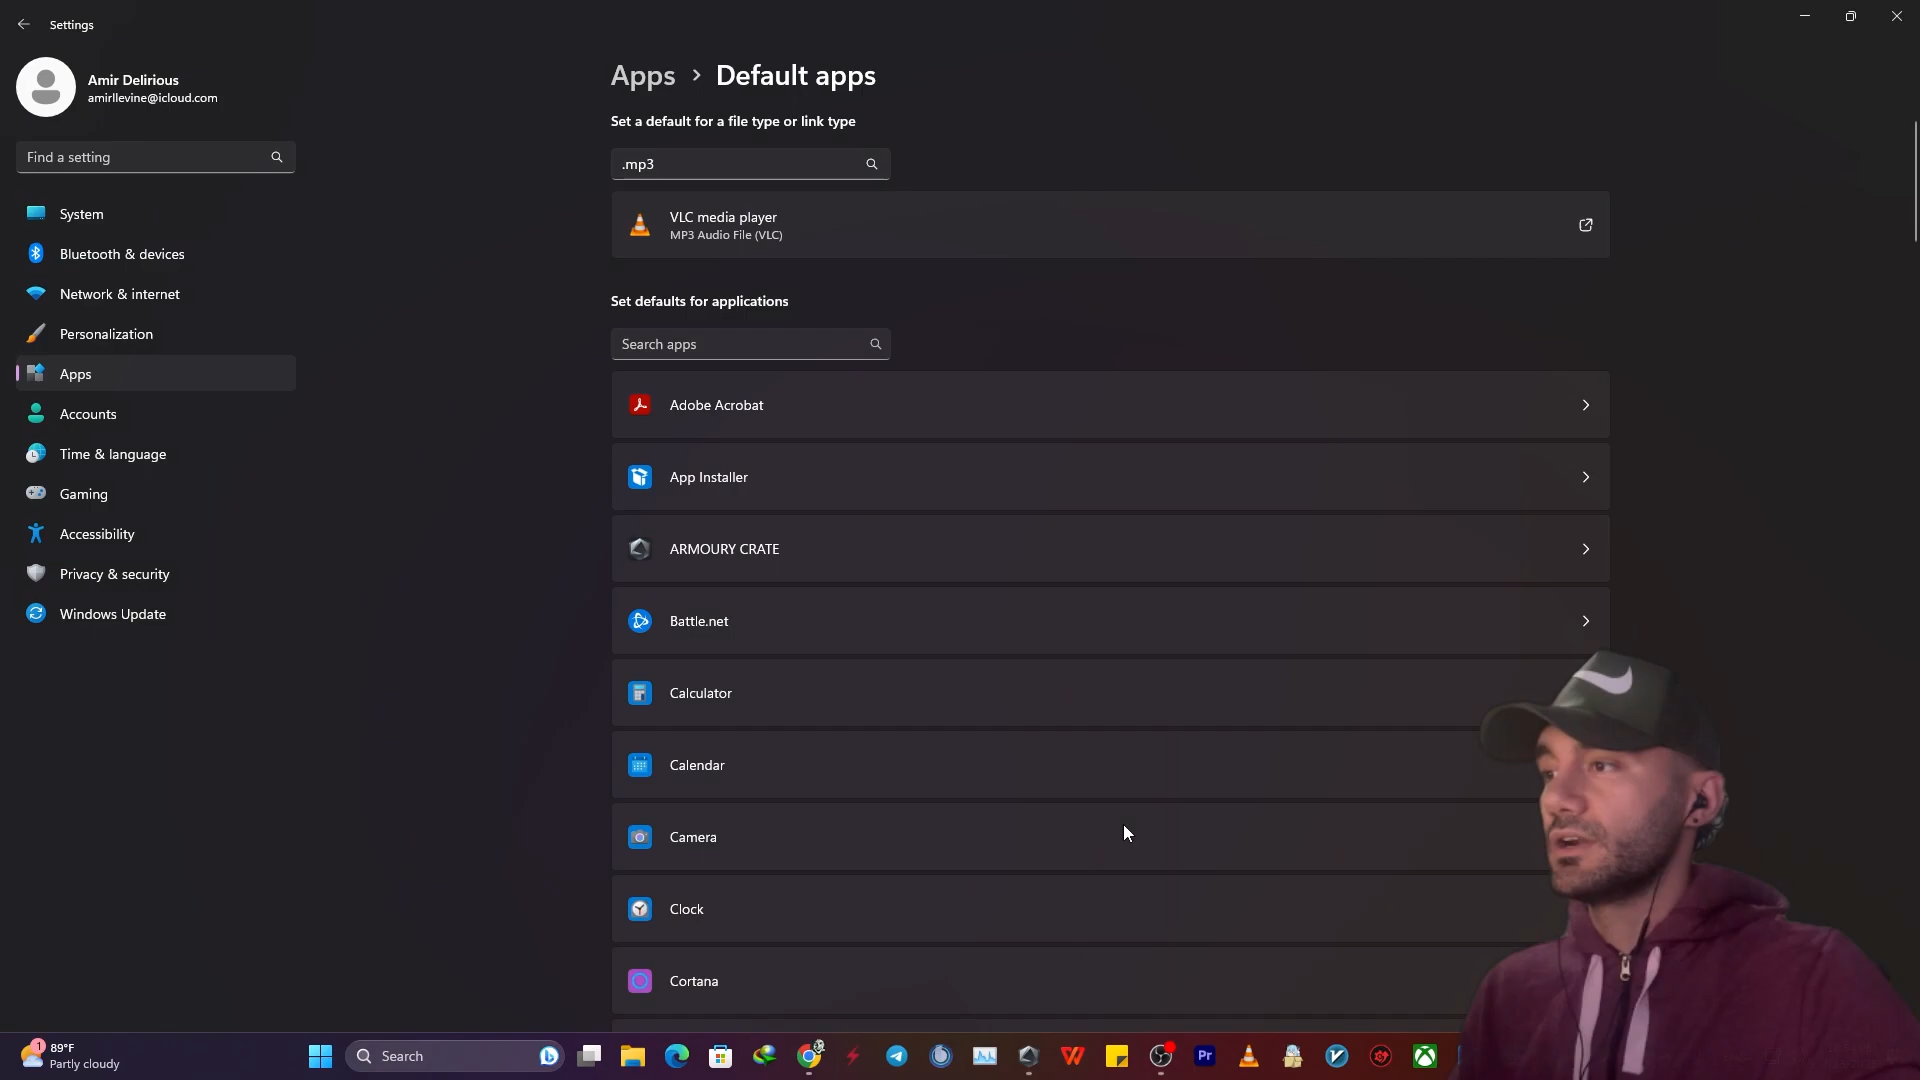 Settings
Amir Delirious
amirllevine@icloud.com
Find a setting
System
Bluetooth & devices
Network & internet
Personalization
Apps
Accounts
Time & language
Gaming
Accessibility
Privacy & security
Windows Update
Apps > Default apps
Set a default for a file type or link type
.mp3
VLC media player
MP3 Audio File (VLC)
Set defaults for applications
Search apps
Adobe Acrobat
App Installer
ARMOURY CRATE
Battle.net
Calculator
Calendar
Camera
Clock
Cortana
1
89°F
Partly cloudy
Search
Pr